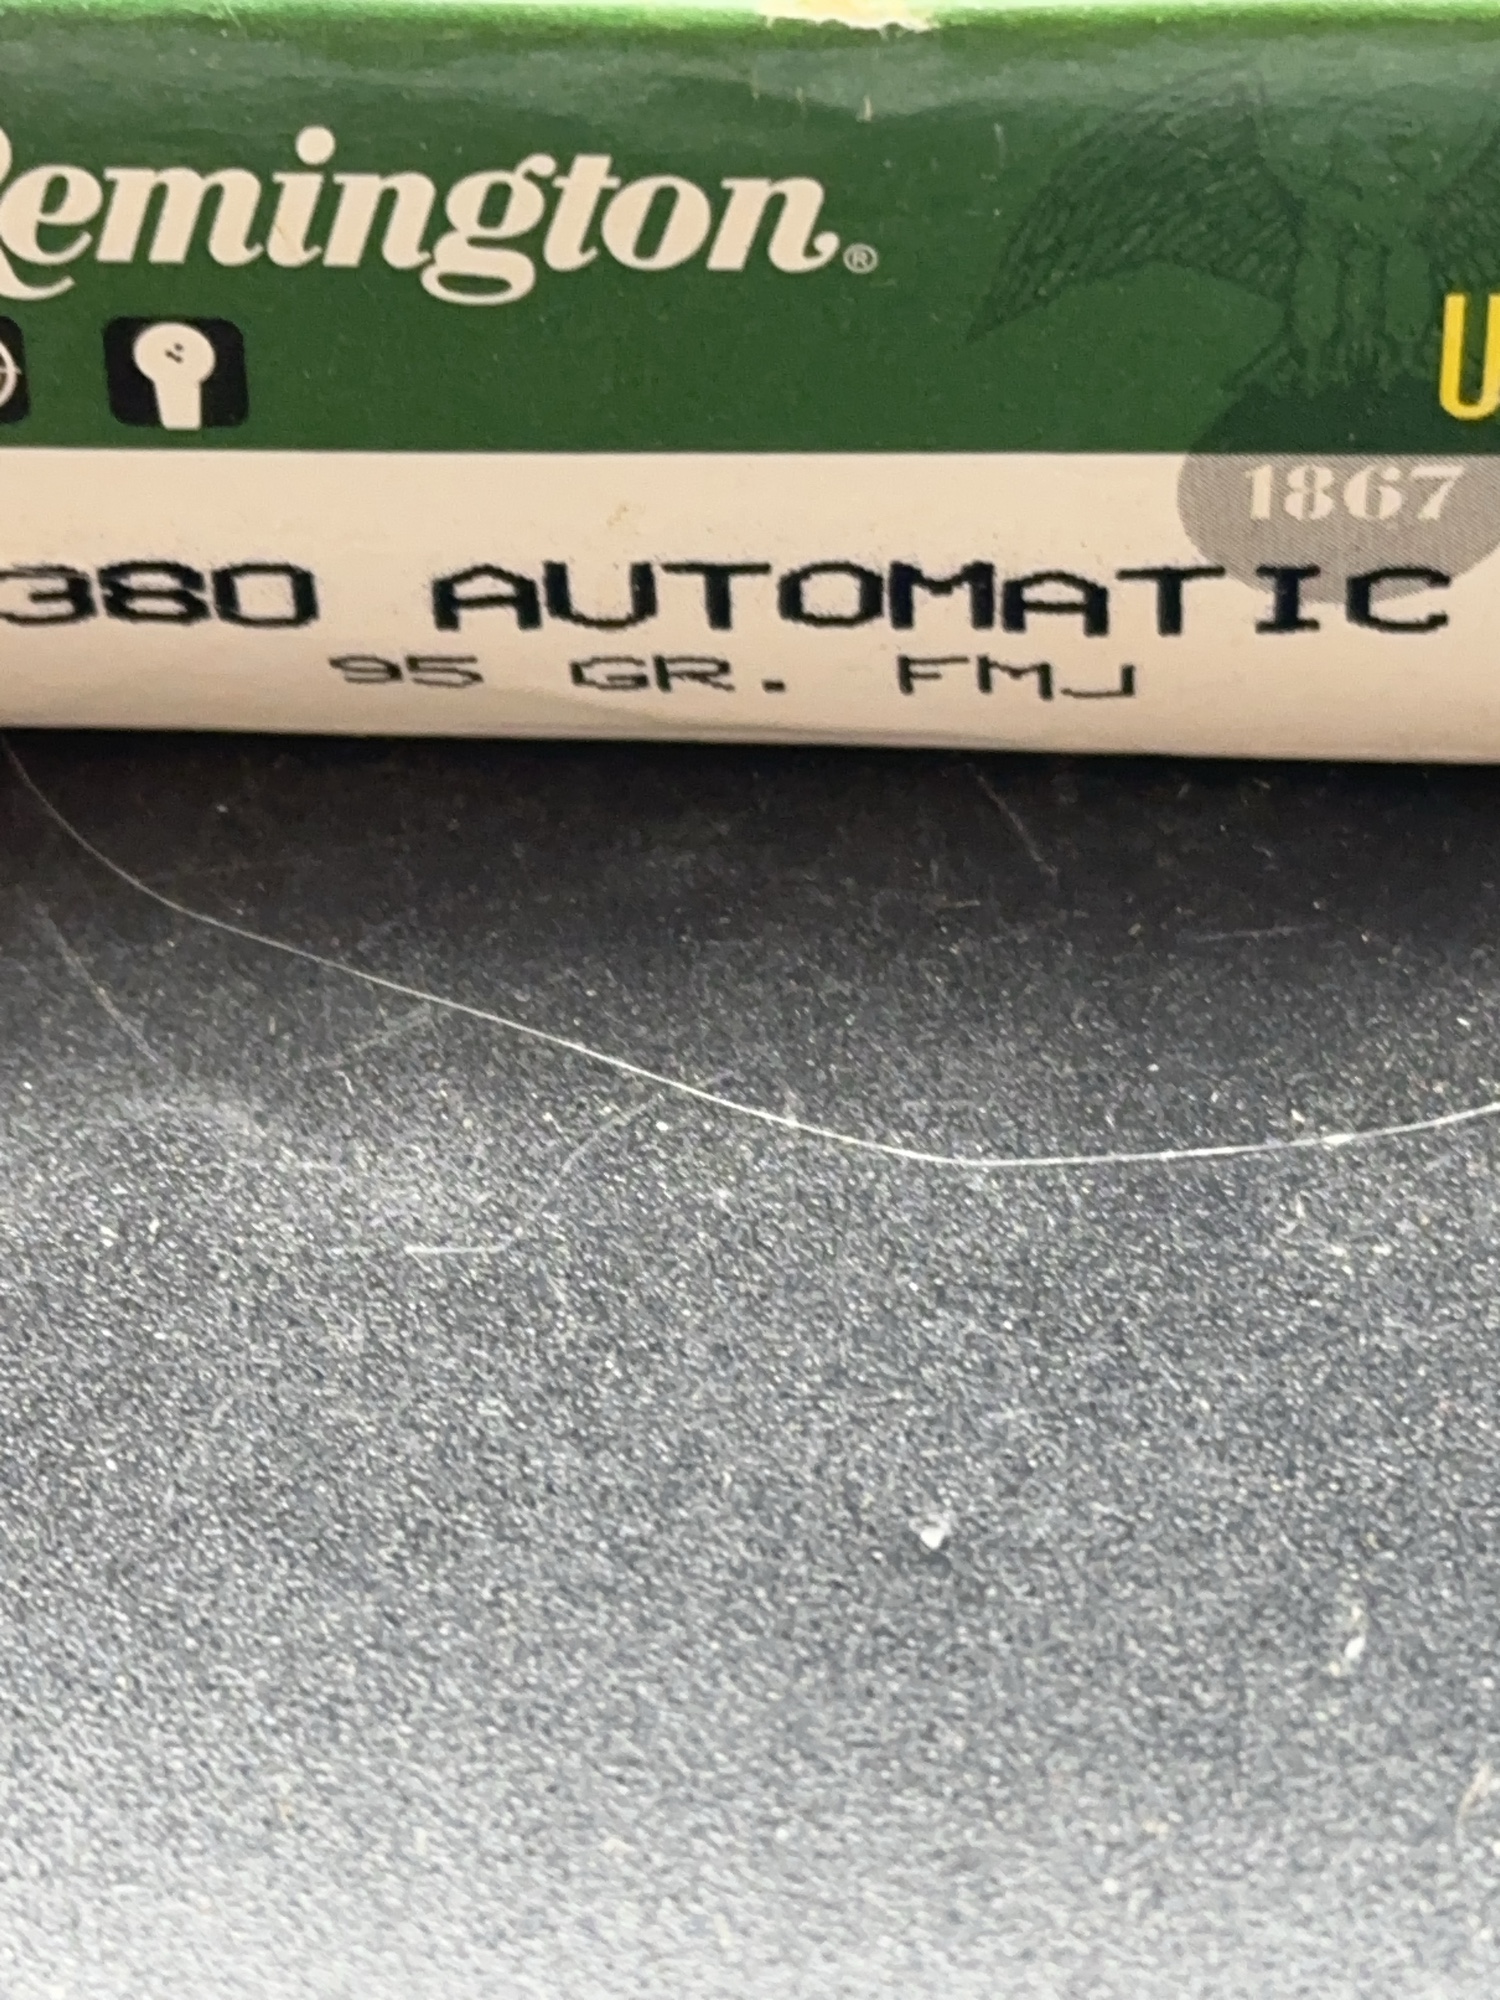 Remington®
U
1867
380 AUTOMATIC
95 GR. FMJ